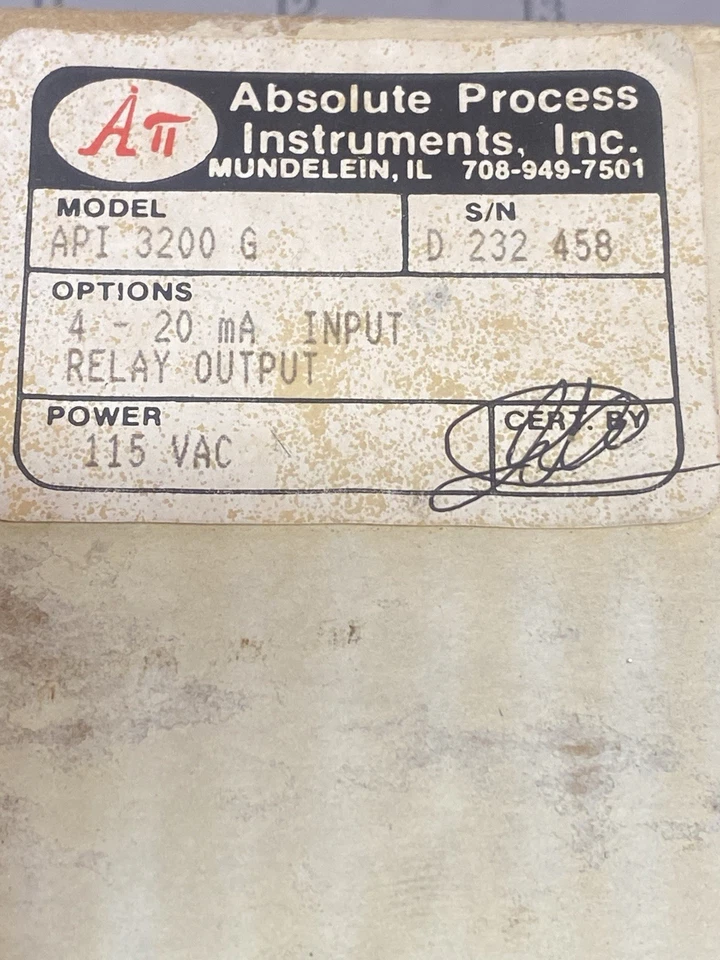 Aπ
Absolute Process
Instruments, Inc.
MUNDELEIN, IL 708-949-7501
MODEL
API 3200 G
S/N
D 232 458
OPTIONS
4 - 20 mA INPUT
RELAY OUTPUT
POWER
115 VAC
CERT. BY